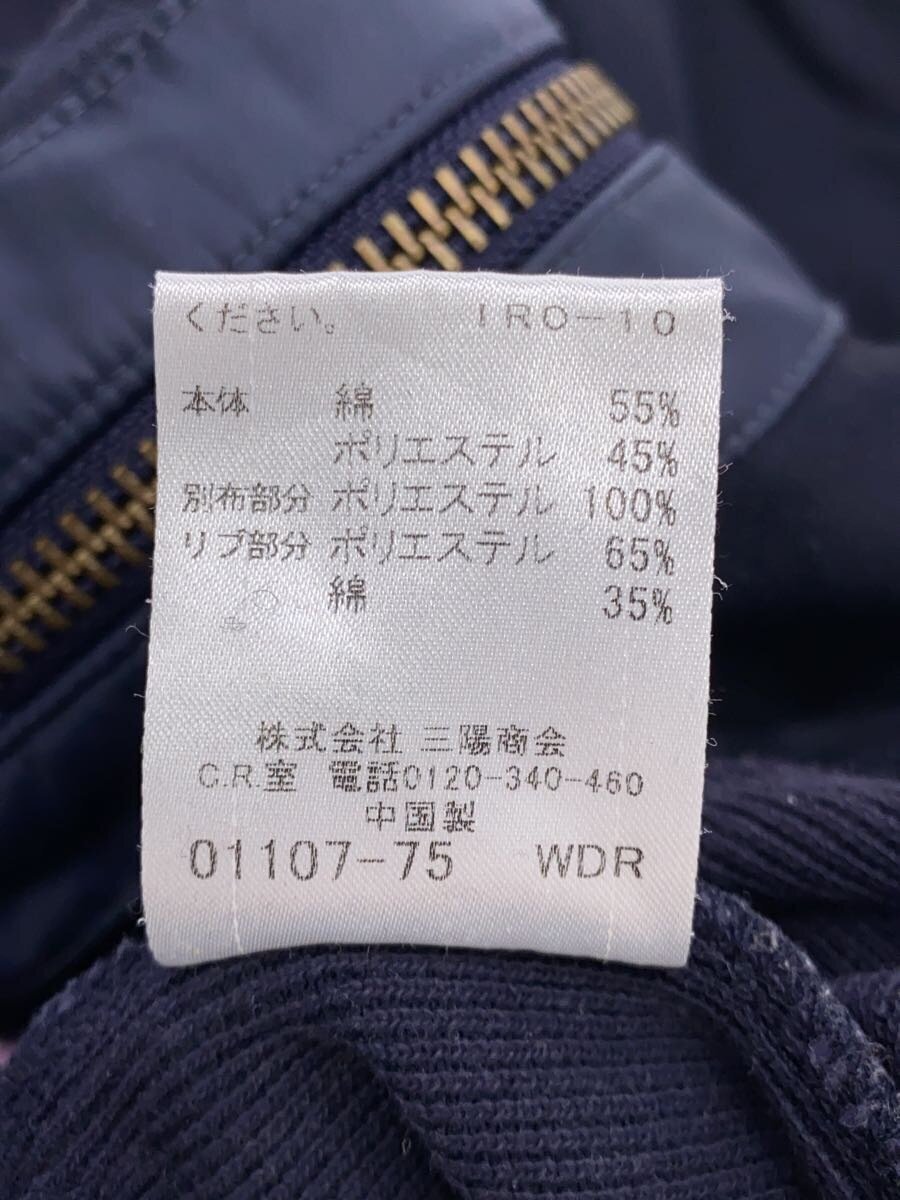 ください。 IRO-10
本体 綿 55%
ポリエステル 45%
別布部分 ポリエステル 100%
リブ部分 ポリエステル 65%
綿 35%
株式会社 三陽商会
C.R.室 電話0120-340-460
中国製
01107-75 WDR